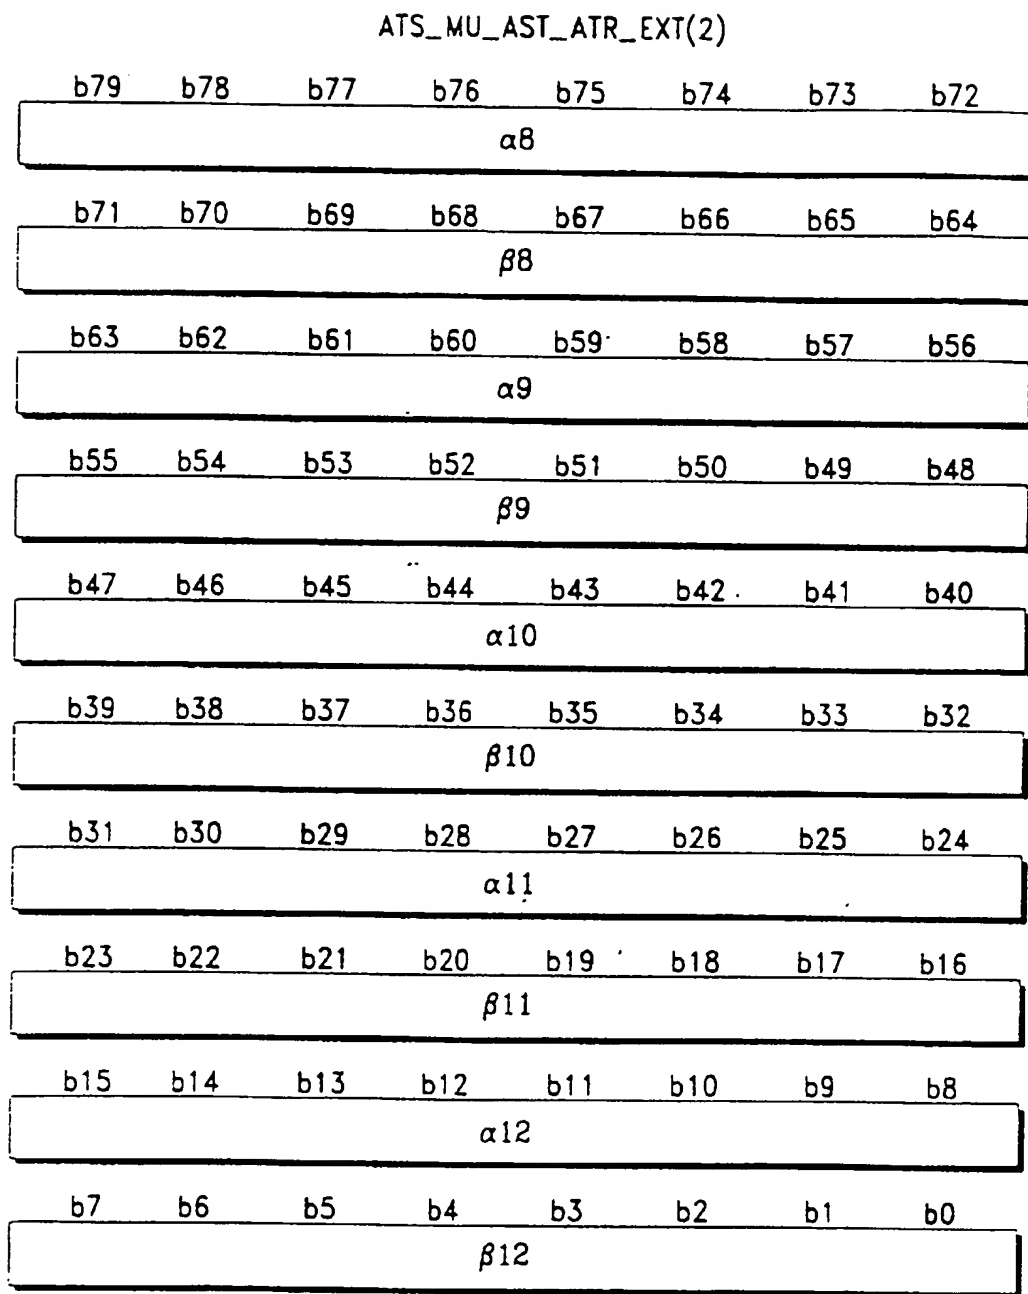 ATS_MU_AST_ATR_EXT(2)
b79 b78 b77 b76 b75 b74 b73 b72
α8
b71 b70 b69 b68 b67 b66 b65 b64
β8
b63 b62 b61 b60 b59 b58 b57 b56
α9
b55 b54 b53 b52 b51 b50 b49 b48
β9
b47 b46 b45 b44 b43 b42 b41 b40
α10
b39 b38 b37 b36 b35 b34 b33 b32
β10
b31 b30 b29 b28 b27 b26 b25 b24
α11
b23 b22 b21 b20 b19 b18 b17 b16
β11
b15 b14 b13 b12 b11 b10 b9 b8
α12
b7 b6 b5 b4 b3 b2 b1 b0
β12